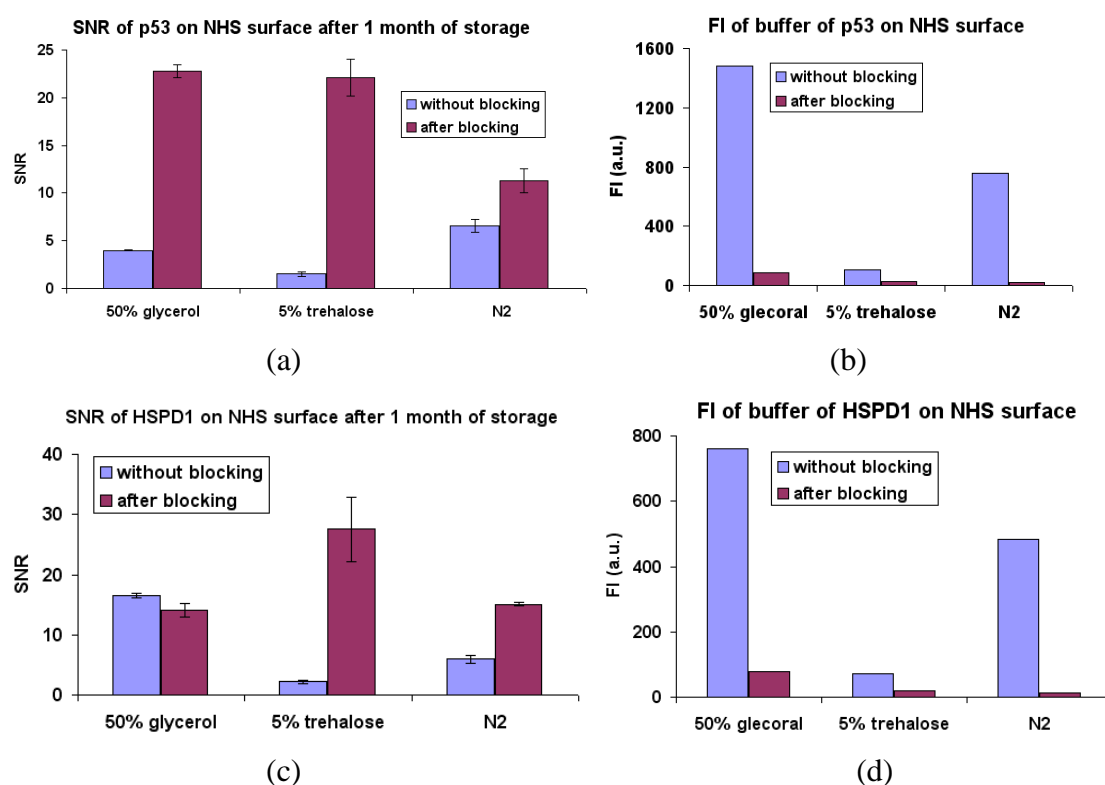 SNR of p53 on NHS surface after 1 month of storage
25
20
15
10
5
0
SNR
without blocking
after blocking
50% glycerol
5% trehalose
N2
(a)
FI of buffer of p53 on NHS surface
1600
1200
800
400
0
FI (a.u.)
without blocking
after blocking
50% glecoral
5% trehalose
N2
(b)
SNR of HSPD1 on NHS surface after 1 month of storage
40
30
20
10
0
SNR
without blocking
after blocking
50% glycerol
5% trehalose
N2
(c)
FI of buffer of HSPD1 on NHS surface
800
600
400
200
0
FI (a.u.)
without blocking
after blocking
50% glecoral
5% trehalose
N2
(d)